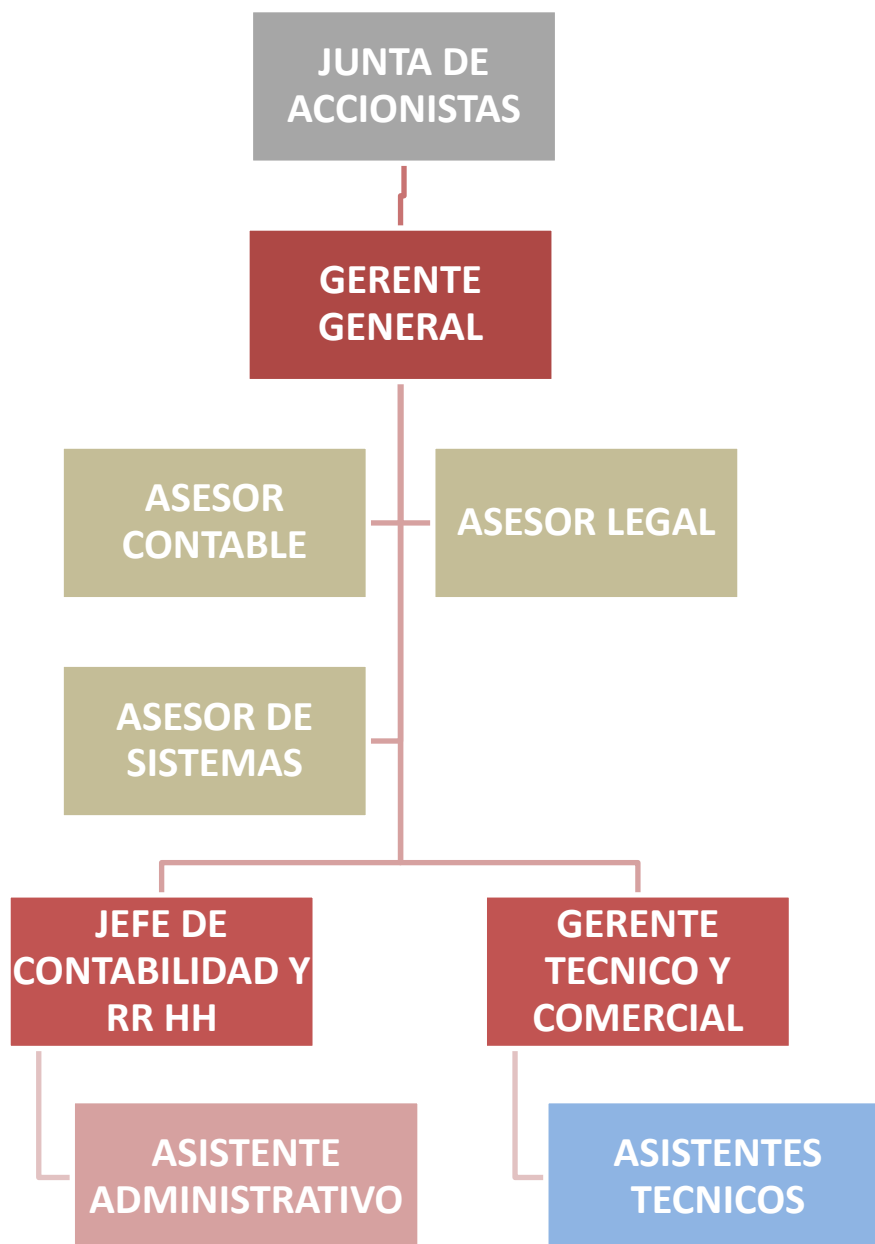 JUNTA DE
ACCIONISTAS
GERENTE
GENERAL
ASESOR
CONTABLE
ASESOR LEGAL
ASESOR DE
SISTEMAS
JEFE DE
CONTABILIDAD Y
RR HH
GERENTE
TECNICO Y
COMERCIAL
ASISTENTE
ADMINISTRATIVO
ASISTENTES
TECNICOS